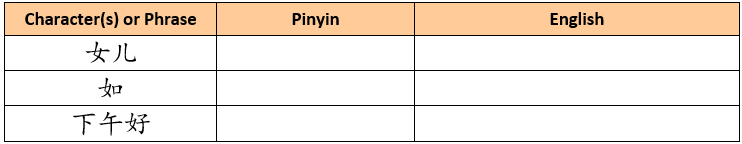 Character(s) or Phrase Pinyin English
女儿
如
下午好